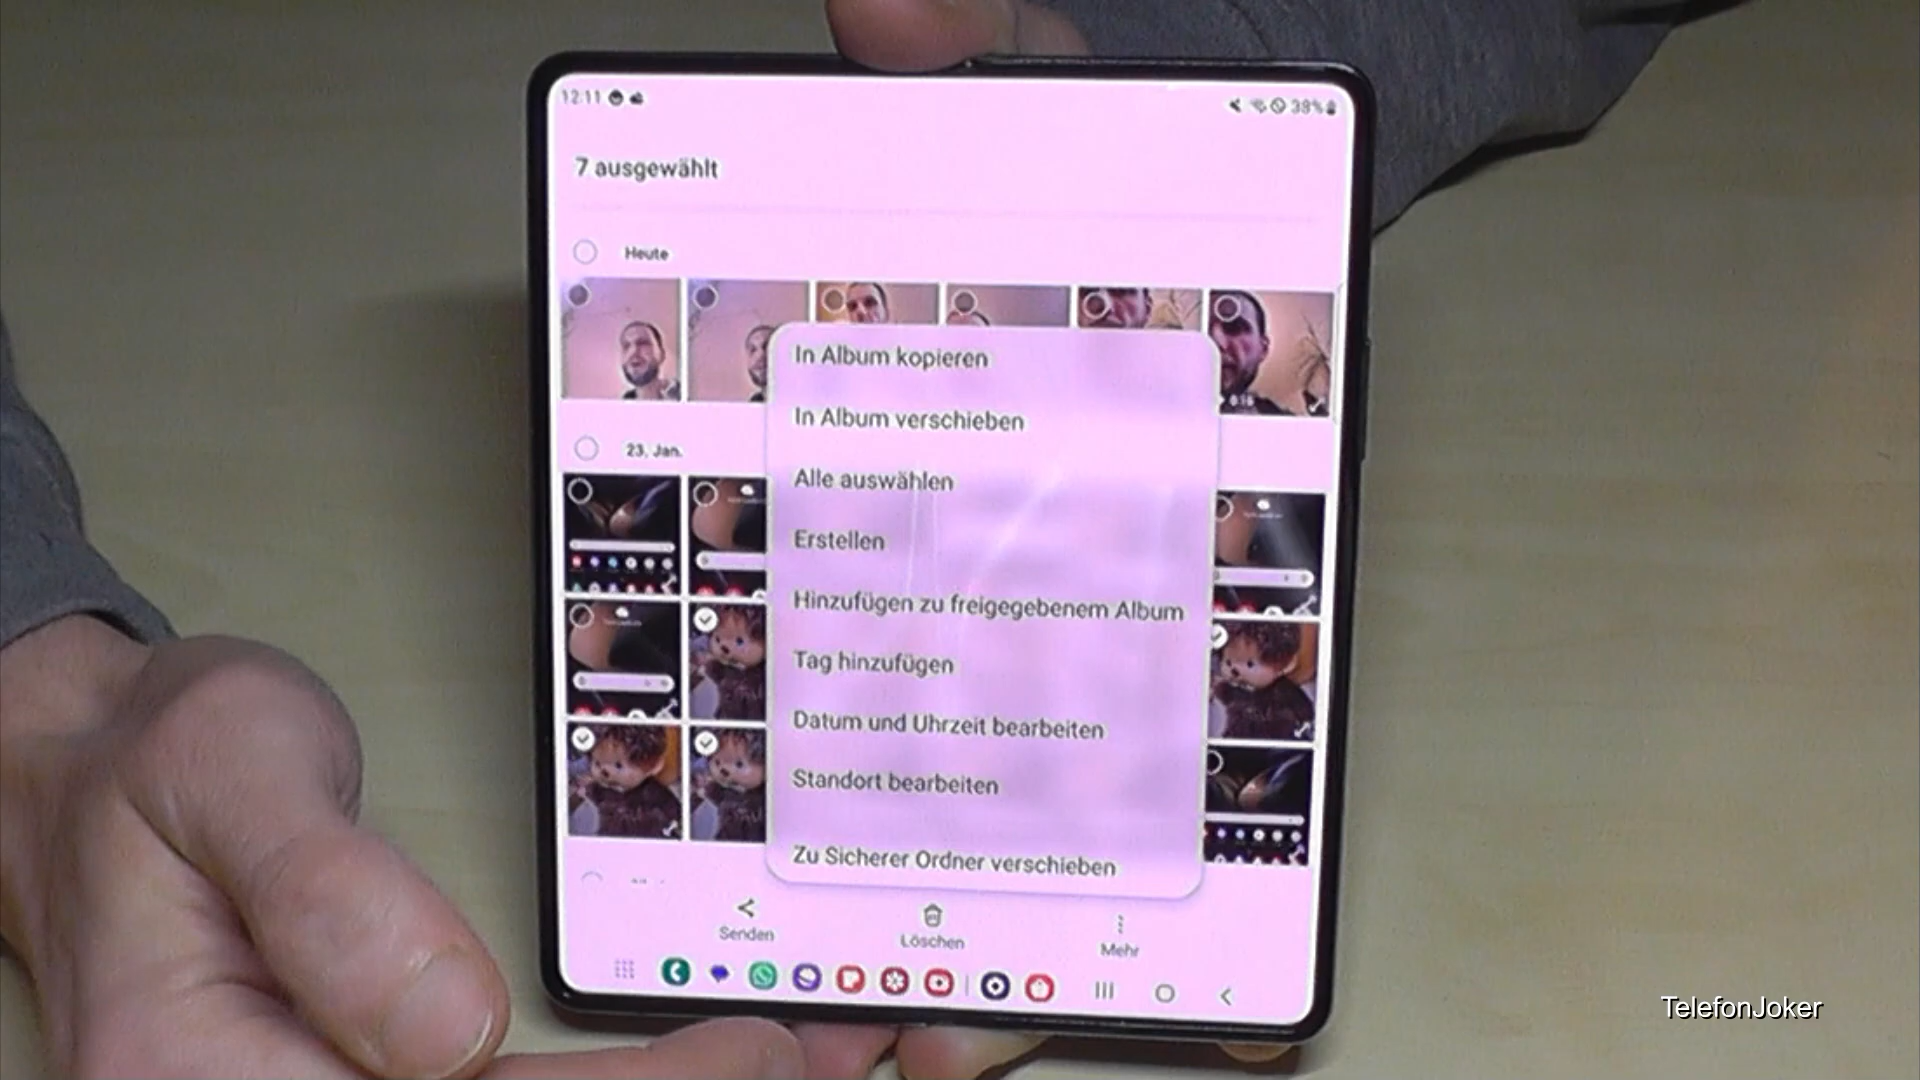 12:11
38%
7 ausgewählt
Heute
In Album kopieren
In Album verschieben
23. Jan.
Alle auswählen
Erstellen
Hinzufügen zu freigegebenem Album
Tag hinzufügen
Datum und Uhrzeit bearbeiten
Standort bearbeiten
Zu Sicherer Ordner verschieben
Senden
Löschen
Mehr
TelefonJoker